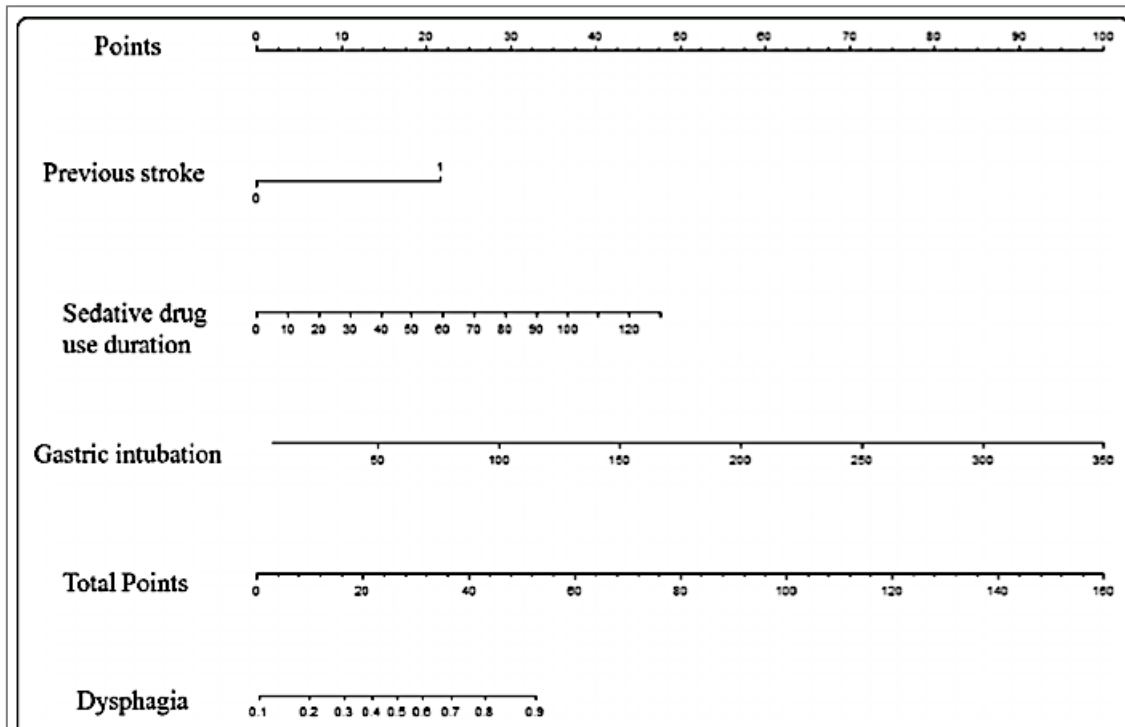 0 10 20 30 40 50 60 70 80 90 100
Points
1
Previous stroke
0
Sedative drug
use duration
0 10 20 30 40 50 60 70 80 90 100 120
Gastric intubation
50 100 150 200 250 300 350
Total Points
0 20 40 60 80 100 120 140 160
Dysphagia
0.1 0.2 0.3 0.4 0.5 0.6 0.7 0.8 0.9